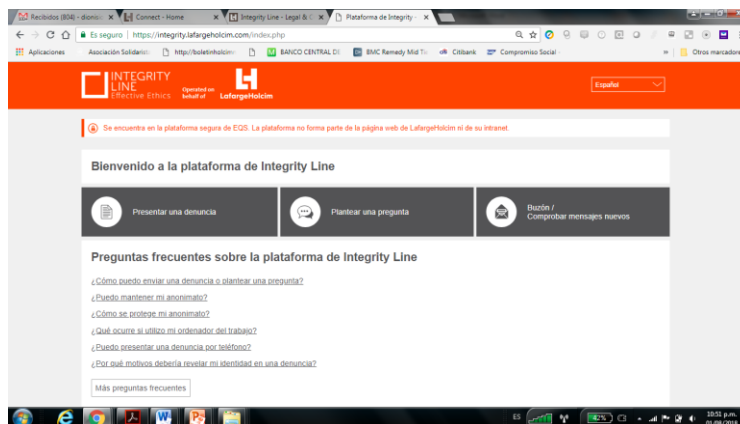 Recibidos (804) - dionisio
Connect - Home
Integrity Line - Legal &
Plataforma de Integrity -
Es seguro | https://integrity.lafargeholcim.com/index.php
Aplicaciones
Asociación Solidarist
http://boletinholcim
BANCO CENTRAL DE
BMC Remedy Mid Ti
citi Citibank
Compromiso Social
» Otros marcadores
INTEGRITY
LINE
Effective Ethics
Operated on
behalf of
LafargeHolcim
Español
Se encuentra en la plataforma segura de EQS. La plataforma no forma parte de la página web de LafargeHolcim ni de su intranet.
Bienvenido a la plataforma de Integrity Line
Presentar una denuncia
Plantear una pregunta
Buzón /
Comprobar mensajes nuevos
Preguntas frecuentes sobre la plataforma de Integrity Line
¿Cómo puedo enviar una denuncia o plantear una pregunta?
¿Puedo mantener mi anonimato?
¿Cómo se protege mi anonimato?
¿Qué ocurre si utilizo mi ordenador del trabajo?
¿Puedo presentar una denuncia por teléfono?
¿Por qué motivos debería revelar mi identidad en una denuncia?
Más preguntas frecuentes
ES
42%
10:51 p.m.
01/08/2018